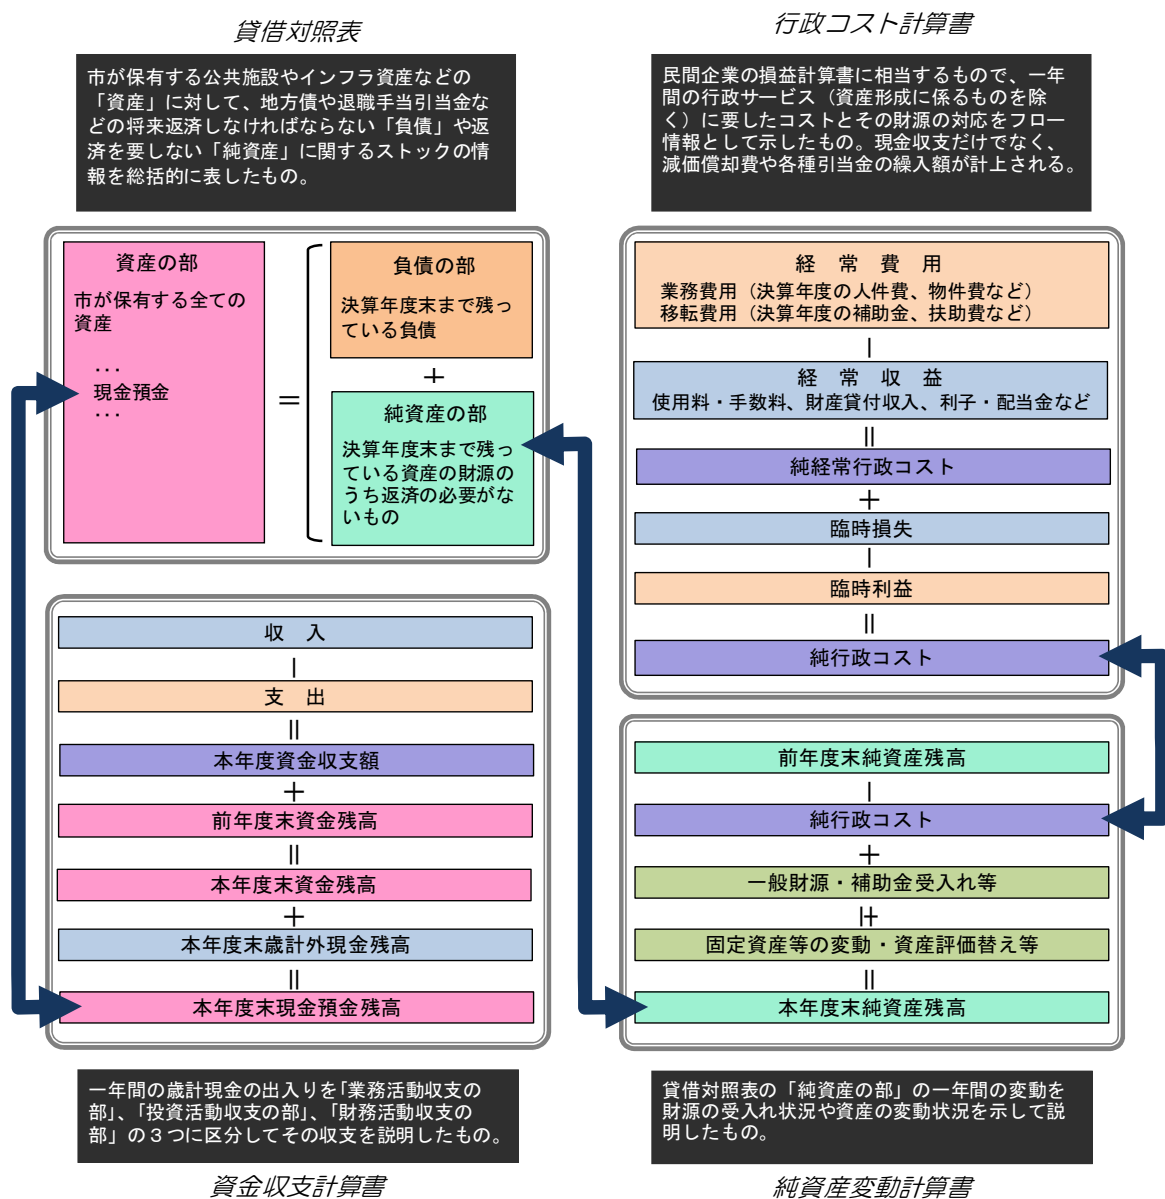 貸借対照表
市が保有する公共施設やインフラ資産などの
「資産」に対して、地方債や退職手当引当金な
どの将来返済しなければならない「負債」や返
済を要しない「純資産」に関するストックの情
報を総括的に表したもの。
資産の部
市が保有する全ての
資産
･･･
現金預金
･･･
＝
負債の部
決算年度末まで残っ
ている負債
＋
純資産の部
決算年度末まで残っ
ている資産の財源の
うち返済の必要がな
いもの
行政コスト計算書
民間企業の損益計算書に相当するもので、一年
間の行政サービス（資産形成に係るものを除
く）に要したコストとその財源の対応をフロー
情報として示したもの。現金収支だけでなく、
減価償却費や各種引当金の繰入額が計上される。
経　常　費　用
業務費用（決算年度の人件費、物件費など）
移転費用（決算年度の補助金、扶助費など）
－
経　常　収　益
使用料・手数料、財産貸付収入、利子・配当金など
＝
純経常行政コスト
＋
臨時損失
－
臨時利益
＝
純行政コスト
収　入
－
支　出
＝
本年度資金収支額
＋
前年度末資金残高
＝
本年度末資金残高
＋
本年度末歳計外現金残高
＝
本年度末現金預金残高
一年間の歳計現金の出入りを「業務活動収支の
部」、「投資活動収支の部」、「財務活動収支の
部」の３つに区分してその収支を説明したもの。
資金収支計算書
前年度末純資産残高
－
純行政コスト
＋
一般財源・補助金受入れ等
±
固定資産等の変動・資産評価替え等
＝
本年度末純資産残高
貸借対照表の「純資産の部」の一年間の変動を
財源の受入れ状況や資産の変動状況を示して説
明したもの。
純資産変動計算書